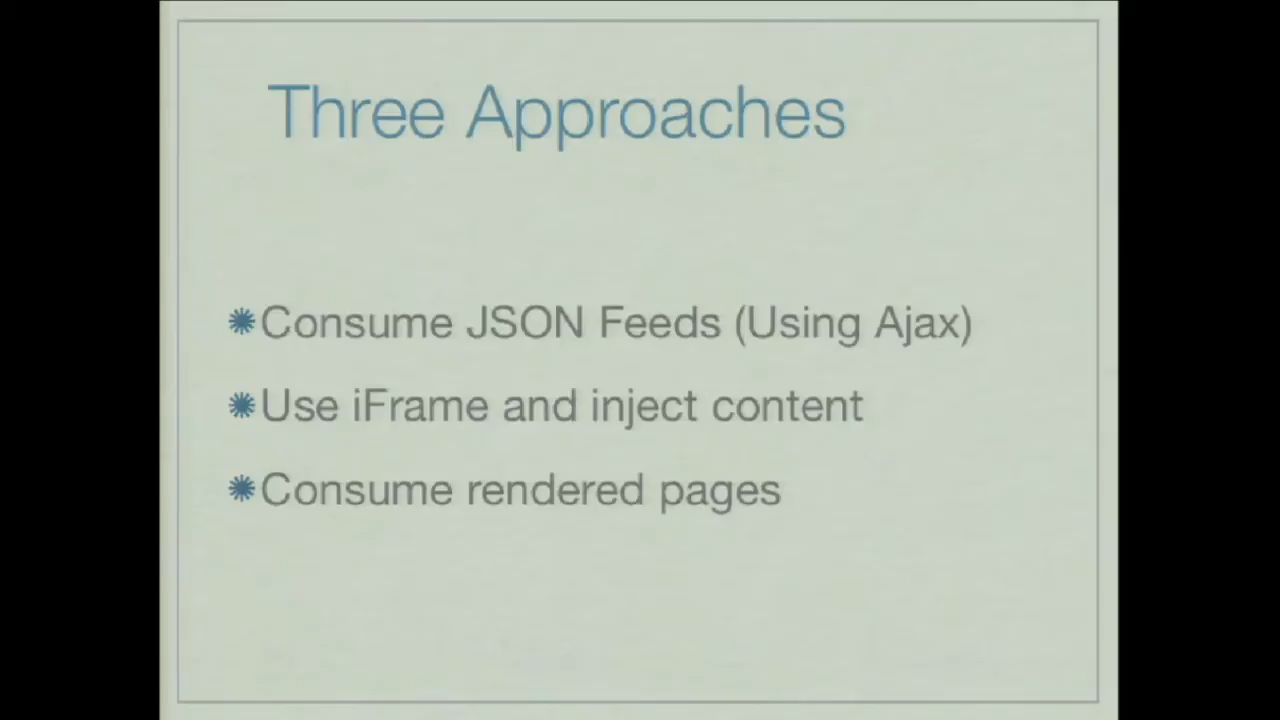 Three Approaches
Consume JSON Feeds (Using Ajax)
Use iFrame and inject content
Consume rendered pages